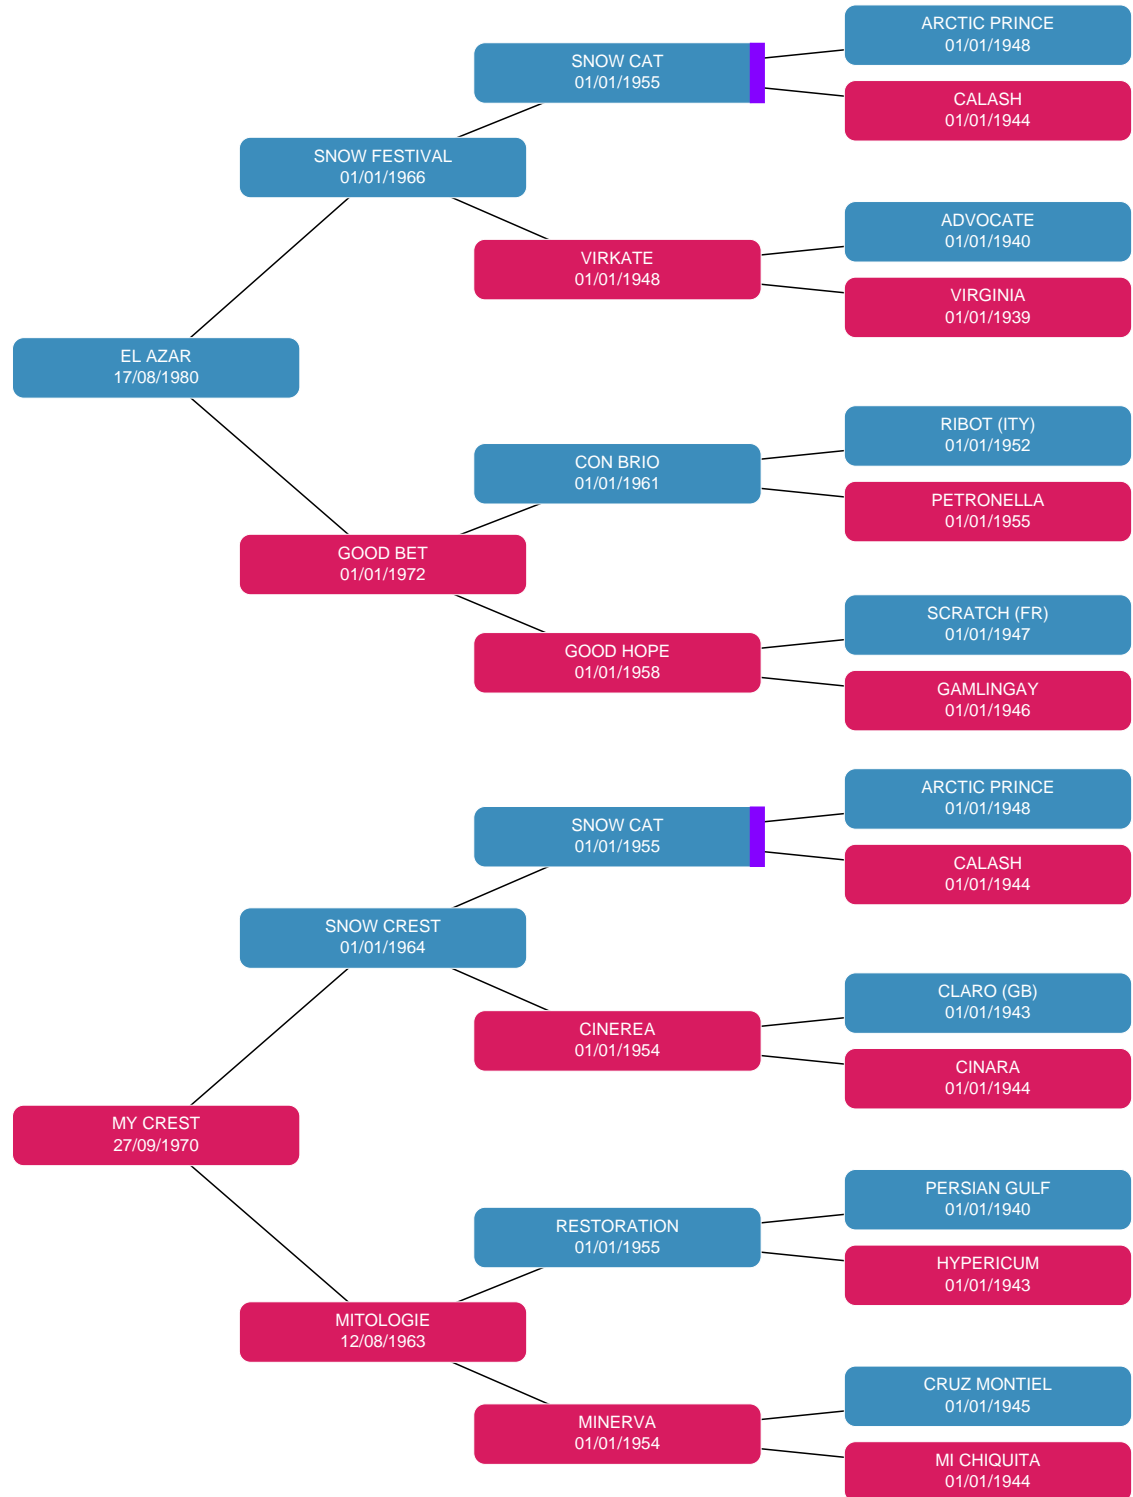 ARCTIC PRINCE
01/01/1948
SNOW CAT
01/01/1955
CALASH
01/01/1944
SNOW FESTIVAL
01/01/1966
ADVOCATE
01/01/1940
VIRKATE
01/01/1948
VIRGINIA
01/01/1939
EL AZAR
17/08/1980
RIBOT (ITY)
01/01/1952
CON BRIO
01/01/1961
PETRONELLA
01/01/1955
GOOD BET
01/01/1972
SCRATCH (FR)
01/01/1947
GOOD HOPE
01/01/1958
GAMLINGAY
01/01/1946
ARCTIC PRINCE
01/01/1948
SNOW CAT
01/01/1955
CALASH
01/01/1944
SNOW CREST
01/01/1964
CLARO (GB)
01/01/1943
CINEREA
01/01/1954
CINARA
01/01/1944
MY CREST
27/09/1970
PERSIAN GULF
01/01/1940
RESTORATION
01/01/1955
HYPERICUM
01/01/1943
MITOLOGIE
12/08/1963
CRUZ MONTIEL
01/01/1945
MINERVA
01/01/1954
MI CHIQUITA
01/01/1944